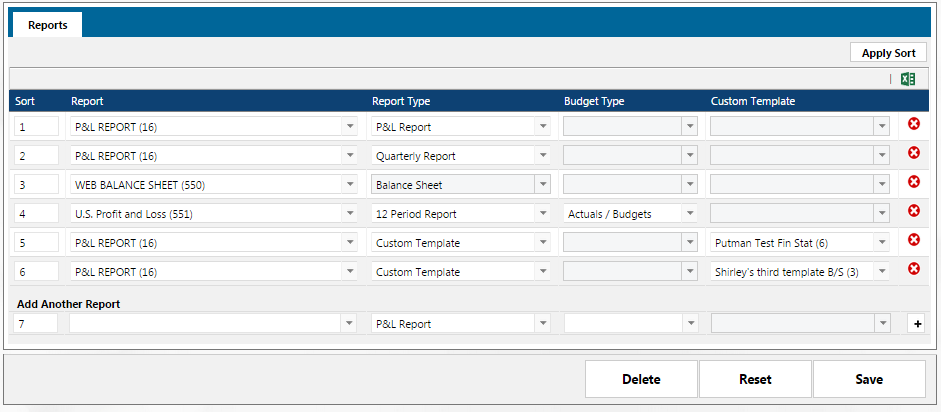 Reports
Apply Sort
Sort Report Report Type Budget Type Custom Template
1 P&L REPORT (16) P&L Report
2 P&L REPORT (16) Quarterly Report
3 WEB BALANCE SHEET (550) Balance Sheet
4 U.S. Profit and Loss (551) 12 Period Report Actuals / Budgets
5 P&L REPORT (16) Custom Template Putman Test Fin Stat (6)
6 P&L REPORT (16) Custom Template Shirley's third template B/S (3)
Add Another Report
7 P&L Report
Delete Reset Save